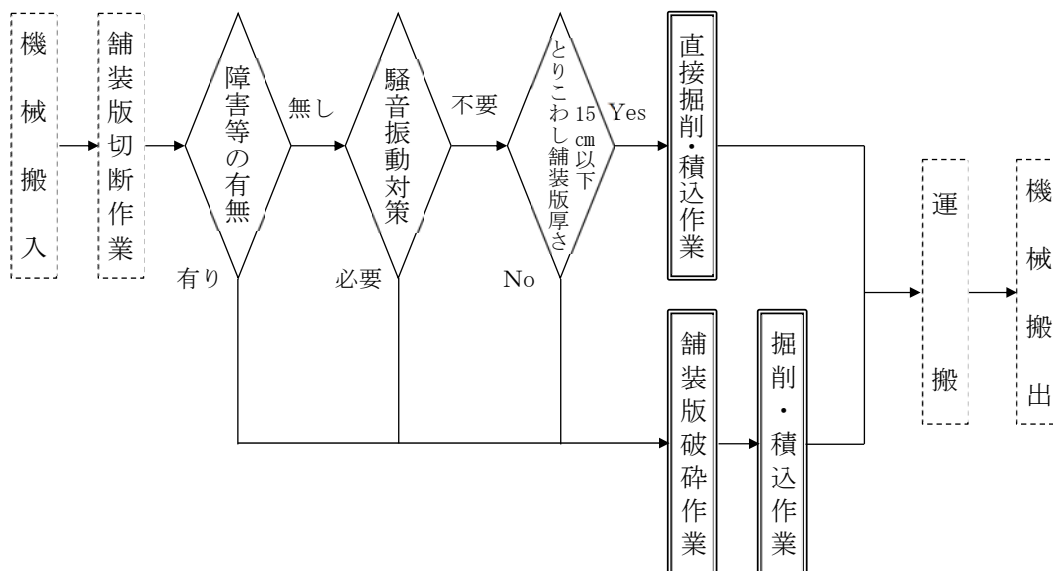 機械搬入
舗装版切断作業
障害等の有無
無し
有り
騒音振動対策
不要
必要
とりこわし舗装版厚さ
15cm以下
Yes
No
直接掘削・積込作業
舗装版破砕作業
掘削・積込作業
運搬
機械搬出